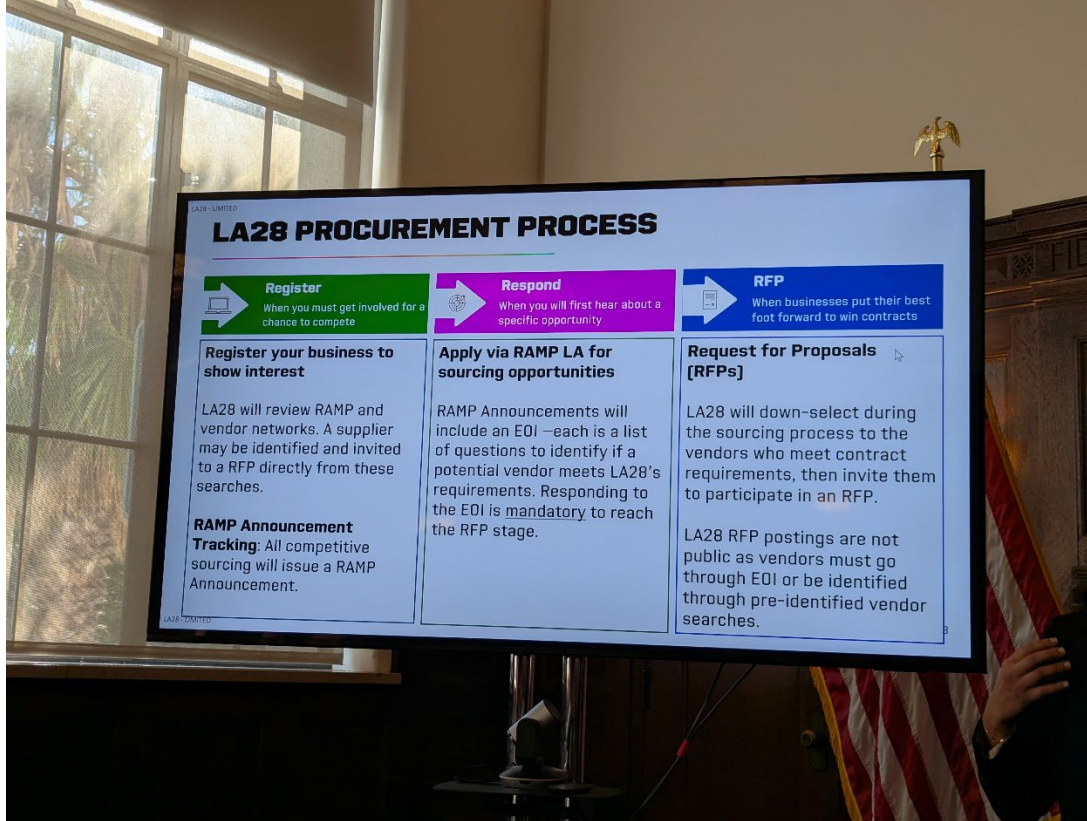 LA28 - LIMITED
LA28 PROCUREMENT PROCESS
Register
When you must get involved for a
chance to compete
Register your business to
show interest
LA28 will review RAMP and
vendor networks. A supplier
may be identified and invited
to a RFP directly from these
searches.
RAMP Announcement
Tracking: All competitive
sourcing will issue a RAMP
Announcement.
Respond
When you will first hear about a
specific opportunity
Apply via RAMP LA for
sourcing opportunities
RAMP Announcements will
include an EOI –each is a list
of questions to identify if a
potential vendor meets LA28's
requirements. Responding to
the EOI is mandatory to reach
the RFP stage.
RFP
When businesses put their best
foot forward to win contracts
Request for Proposals
(RFPs)
LA28 will down-select during
the sourcing process to the
vendors who meet contract
requirements, then invite them
to participate in an RFP.
LA28 RFP postings are not
public as vendors must go
through EOI or be identified
through pre-identified vendor
searches.
LA28 - LIMITED